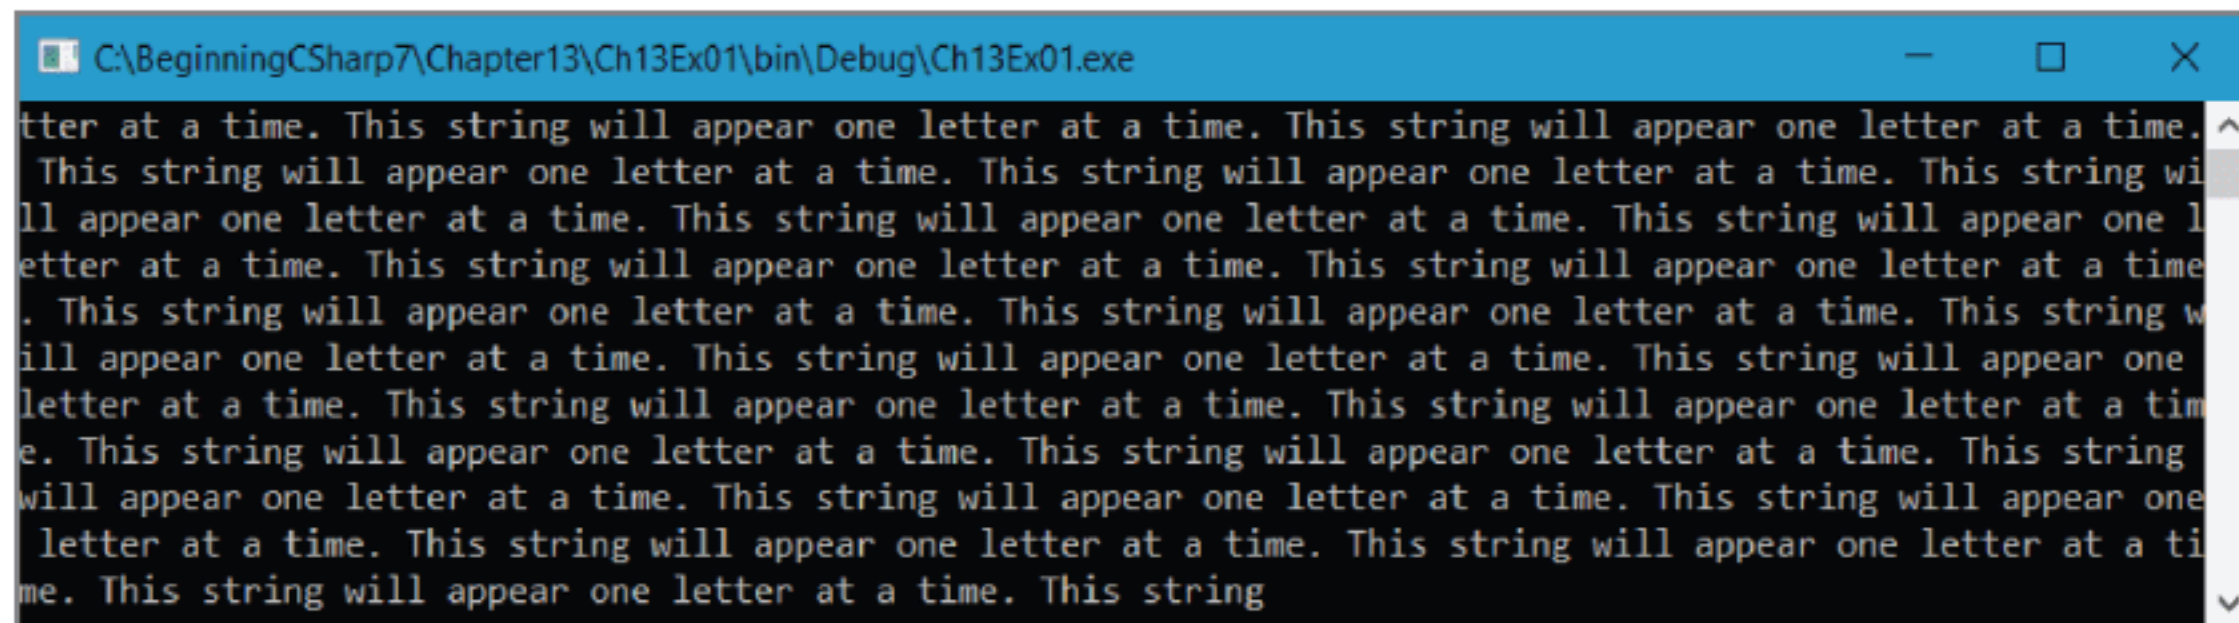 C:\BeginningCSharp7\Chapter13\Ch13Ex01\bin\Debug\Ch13Ex01.exe
tter at a time. This string will appear one letter at a time. This string will appear one letter at a time.
 This string will appear one letter at a time. This string will appear one letter at a time. This string wi
ll appear one letter at a time. This string will appear one letter at a time. This string will appear one l
etter at a time. This string will appear one letter at a time. This string will appear one letter at a time
. This string will appear one letter at a time. This string will appear one letter at a time. This string w
ill appear one letter at a time. This string will appear one letter at a time. This string will appear one
letter at a time. This string will appear one letter at a time. This string will appear one letter at a tim
e. This string will appear one letter at a time. This string will appear one letter at a time. This string
will appear one letter at a time. This string will appear one letter at a time. This string will appear one
 letter at a time. This string will appear one letter at a time. This string will appear one letter at a ti
me. This string will appear one letter at a time. This string